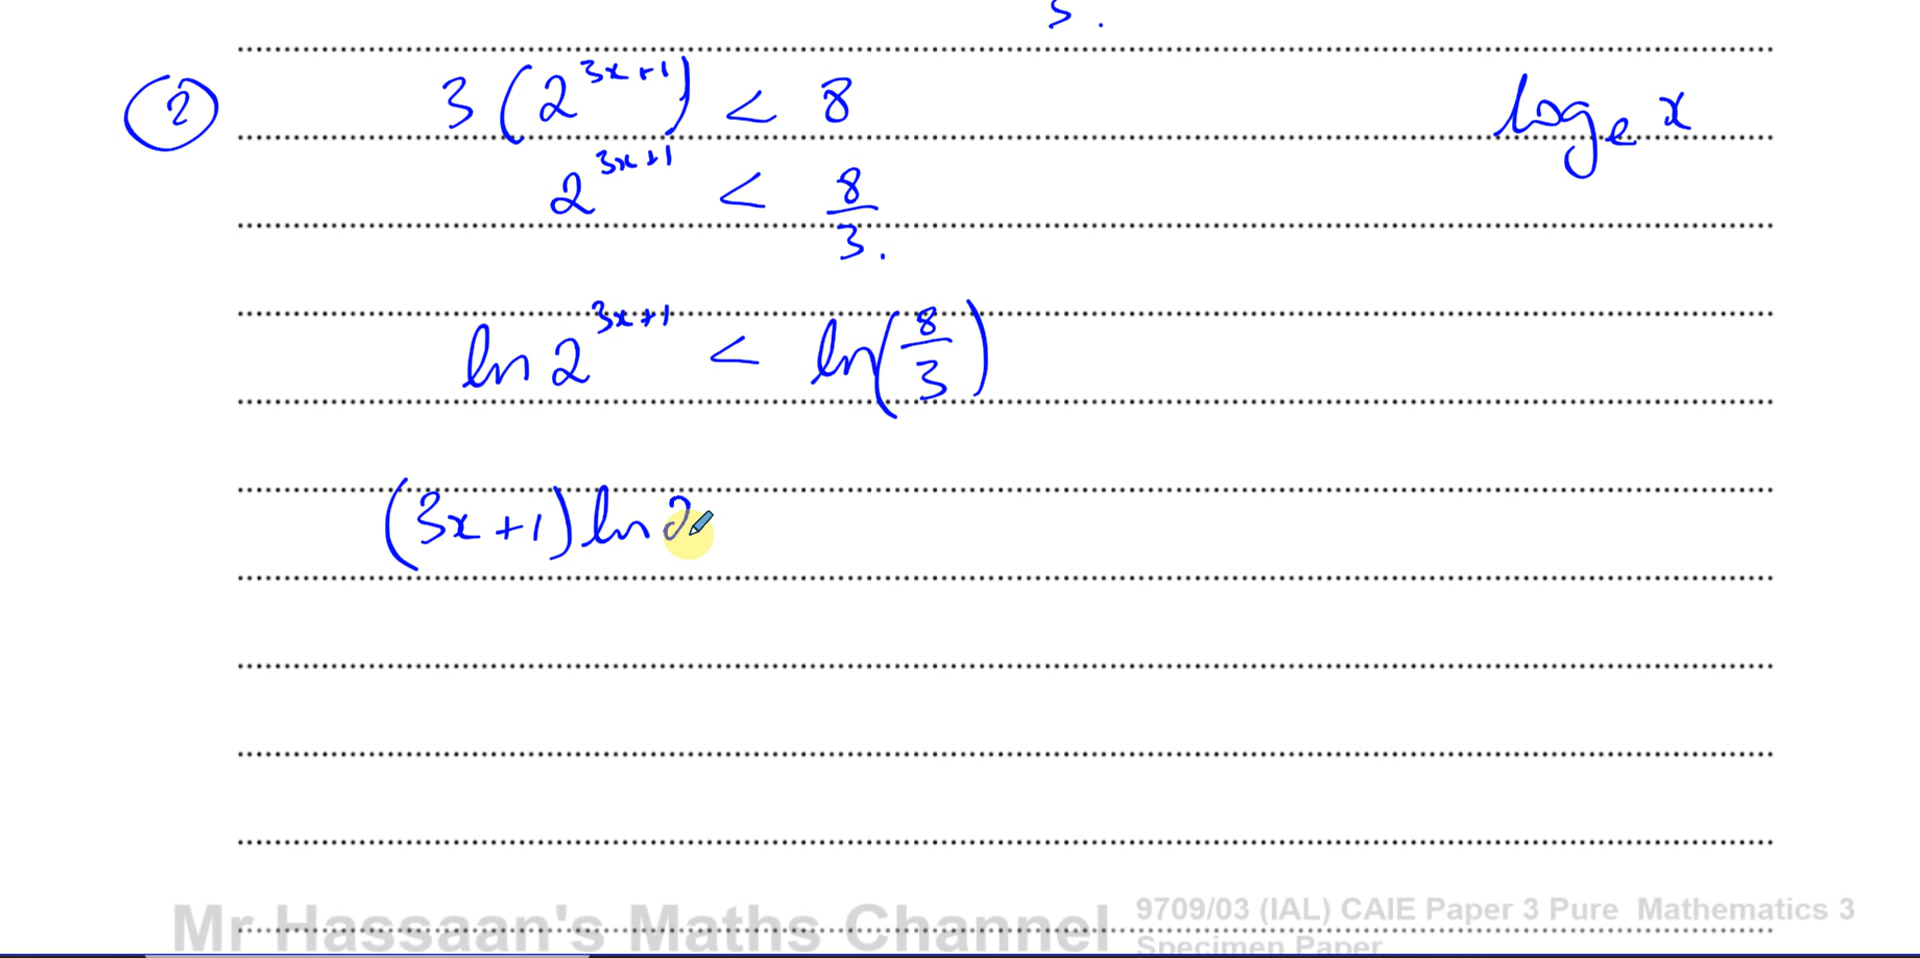 3 .
② 3(2^{3x+1}) < 8 log_e x
2^{3x+1} < 8/3.
ln 2^{3x+1} < ln(8/3)
(3x+1) ln 2
Mr Hassaan's Maths Channel
9709/03 (IAL) CAIE Paper 3 Pure Mathematics 3
Specimen Paper